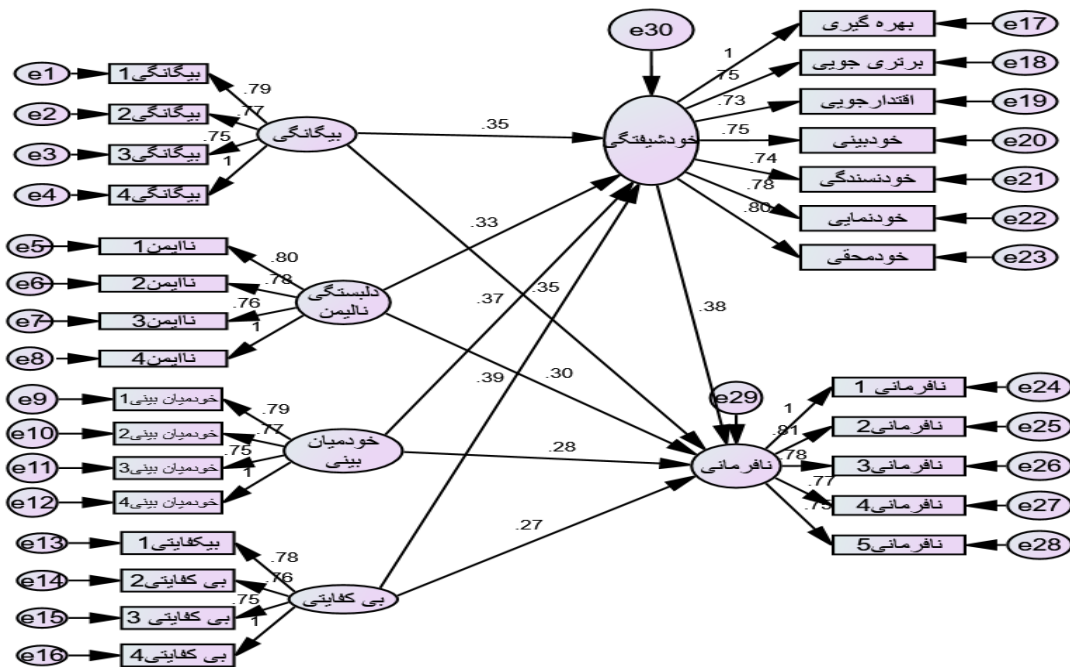 e30
بهره گیری
e17
1
برتری جویی
e18
.75
اقتدارجویی
e19
.73
خودبینی
e20
.75
خودنسندگی
e21
.74
خودنمایی
e22
.78
خودمحقی
e23
.80
خودشیفتگی
e1
بیگانگی1
.79
e2
بیگانگی2
.77
e3
بیگانگی3
.75
e4
بیگانگی4
1
بیگانگی
.35
e5
ناایمن1
.80
e6
ناایمن2
.78
e7
ناایمن3
.76
e8
ناایمن4
1
دلبستگی
نالیمن
.33
.37
.35
.38
.39
.30
e9
خودمیان بینی1
.79
e10
خودمیان بینی2
.77
e11
خودمیان بینی3
.75
e12
خودمیان بینی4
1
خودمیان
بینی
.28
e13
بیکفایتی1
.78
e14
بی کفایتی2
.76
e15
بی کفایتی 3
.75
e16
بی کفایتی4
1
بی کفایتی
.27
e29
نافرمانی
نافرمانی 1
e24
1
نافرمانی2
e25
.81
نافرمانی3
e26
.78
نافرمانی4
e27
.77
نافرمانی5
e28
.75